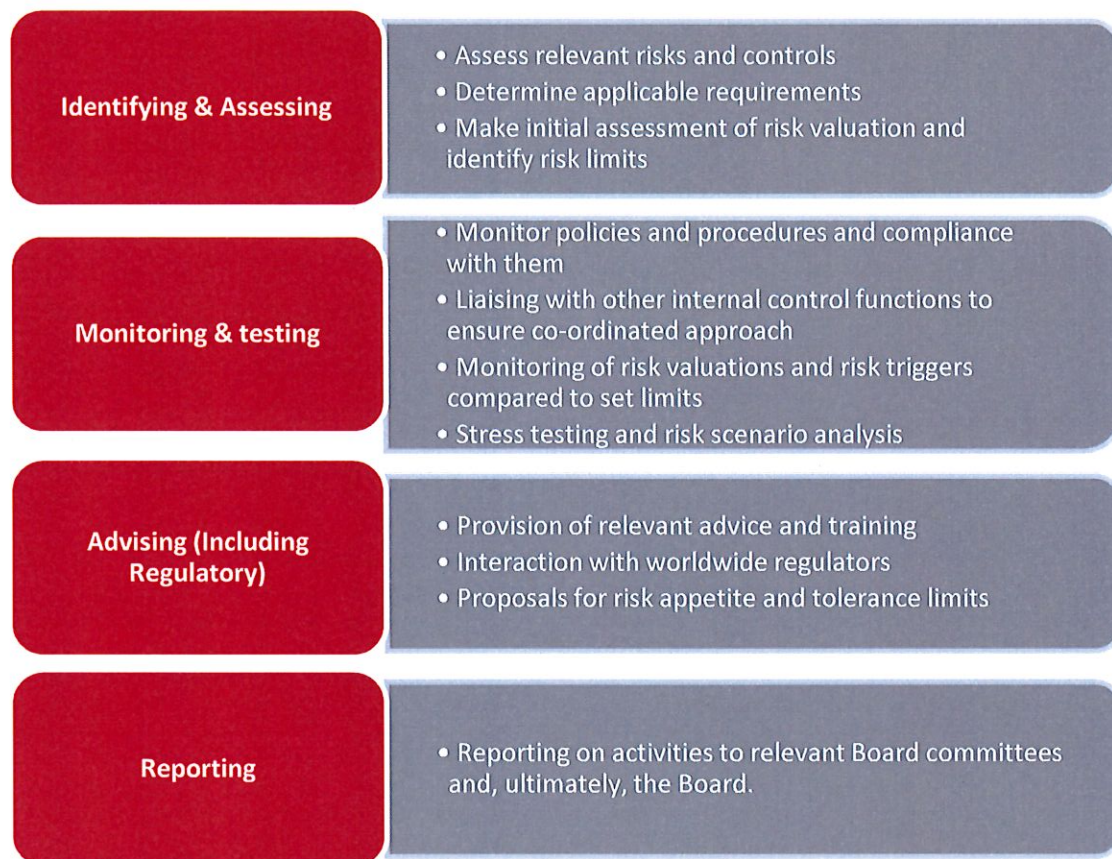 Identifying & Assessing
• Assess relevant risks and controls
• Determine applicable requirements
• Make initial assessment of risk valuation and
identify risk limits
Monitoring & testing
• Monitor policies and procedures and compliance
with them
• Liaising with other internal control functions to
ensure co-ordinated approach
• Monitoring of risk valuations and risk triggers
compared to set limits
• Stress testing and risk scenario analysis
Advising (Including
Regulatory)
• Provision of relevant advice and training
• Interaction with worldwide regulators
• Proposals for risk appetite and tolerance limits
Reporting
• Reporting on activities to relevant Board committees
and, ultimately, the Board.